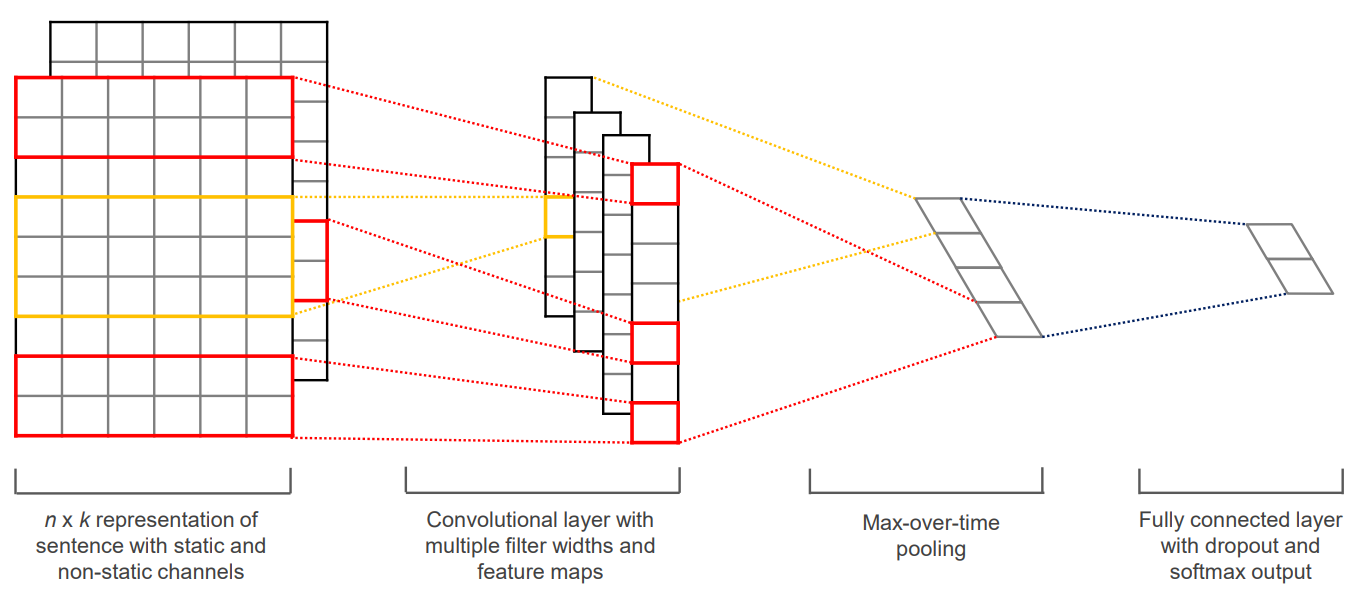 n x k representation of
sentence with static and
non-static channels
Convolutional layer with
multiple filter widths and
feature maps
Max-over-time
pooling
Fully connected layer
with dropout and
softmax output